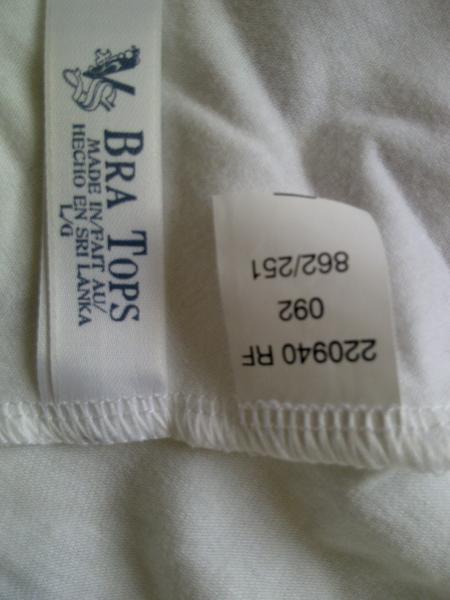 BRA TOPS
MADE IN/FAIT AU/
HECHO EN SRI LANKA
L/G
220940 RF
092
862/251